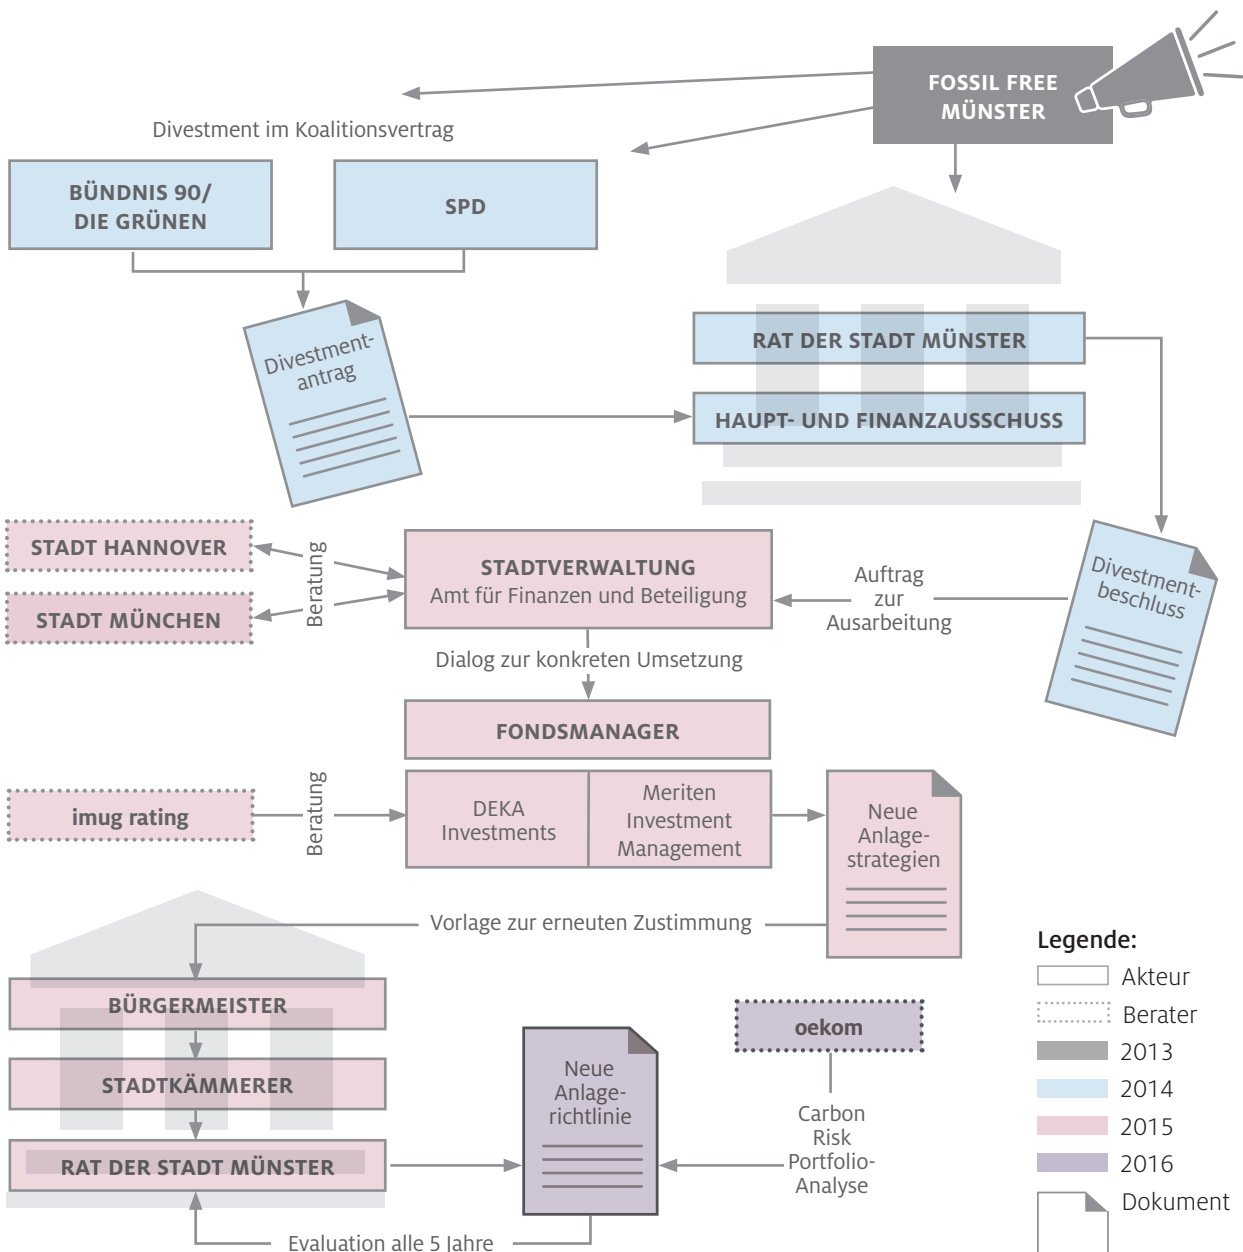 FOSSIL FREE
MÜNSTER
Divestment im Koalitionsvertrag
BÜNDNIS 90/
DIE GRÜNEN
SPD
Divestment-
antrag
RAT DER STADT MÜNSTER
HAUPT- UND FINANZAUSSCHUSS
Divestment-
beschluss
Auftrag
zur
Ausarbeitung
STADTVERWALTUNG
Amt für Finanzen und Beteiligung
STADT HANNOVER
STADT MÜNCHEN
Beratung
Dialog zur konkreten Umsetzung
FONDSMANAGER
DEKA
Investments
Meriten
Investment
Management
imug rating
Beratung
Neue
Anlage-
strategien
Vorlage zur erneuten Zustimmung
BÜRGERMEISTER
STADTKÄMMERER
RAT DER STADT MÜNSTER
Neue
Anlage-
richtlinie
oekom
Carbon
Risk
Portfolio-
Analyse
Evaluation alle 5 Jahre
Legende:
Akteur
Berater
2013
2014
2015
2016
Dokument